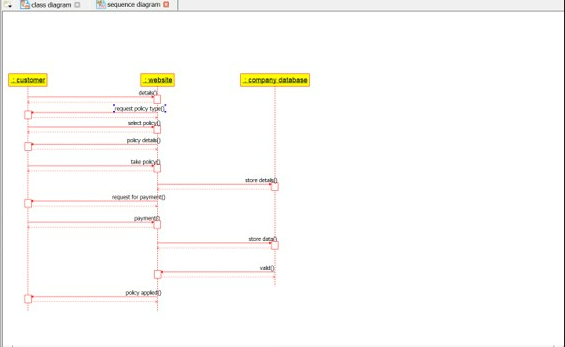 class diagram
sequence diagram
: customer
: website
: company database
details()
request policy type()
select policy()
policy details()
take policy()
store details()
request for payment()
payment()
store data()
valid()
policy applied()